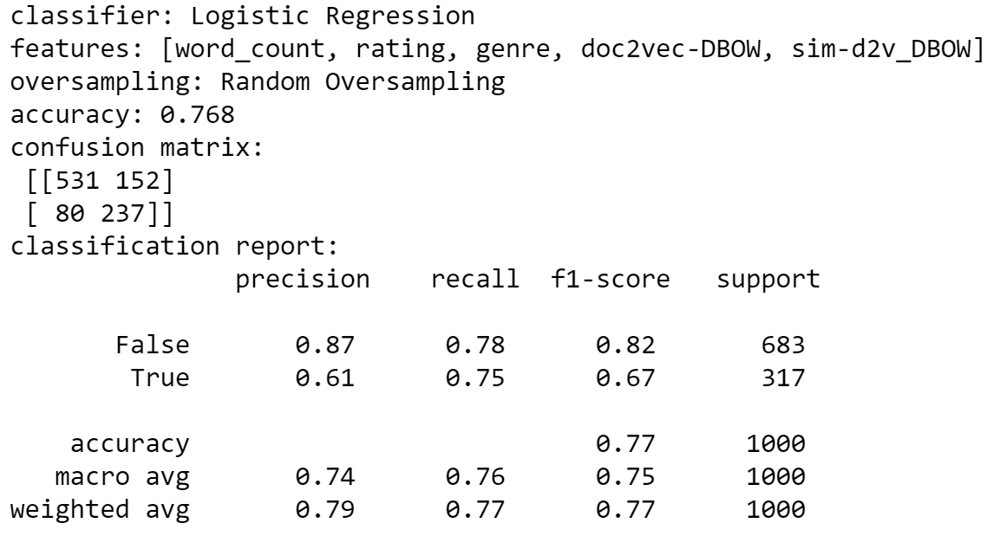 classifier: Logistic Regression
features: [word_count, rating, genre, doc2vec-DBOW, sim-d2v_DBOW]
oversampling: Random Oversampling
accuracy: 0.768
confusion matrix:
[[531 152]
[ 80 237]]
classification report:
precision recall f1-score support
False 0.87 0.78 0.82 683
True 0.61 0.75 0.67 317
accuracy 0.77 1000
macro avg 0.74 0.76 0.75 1000
weighted avg 0.79 0.77 0.77 1000